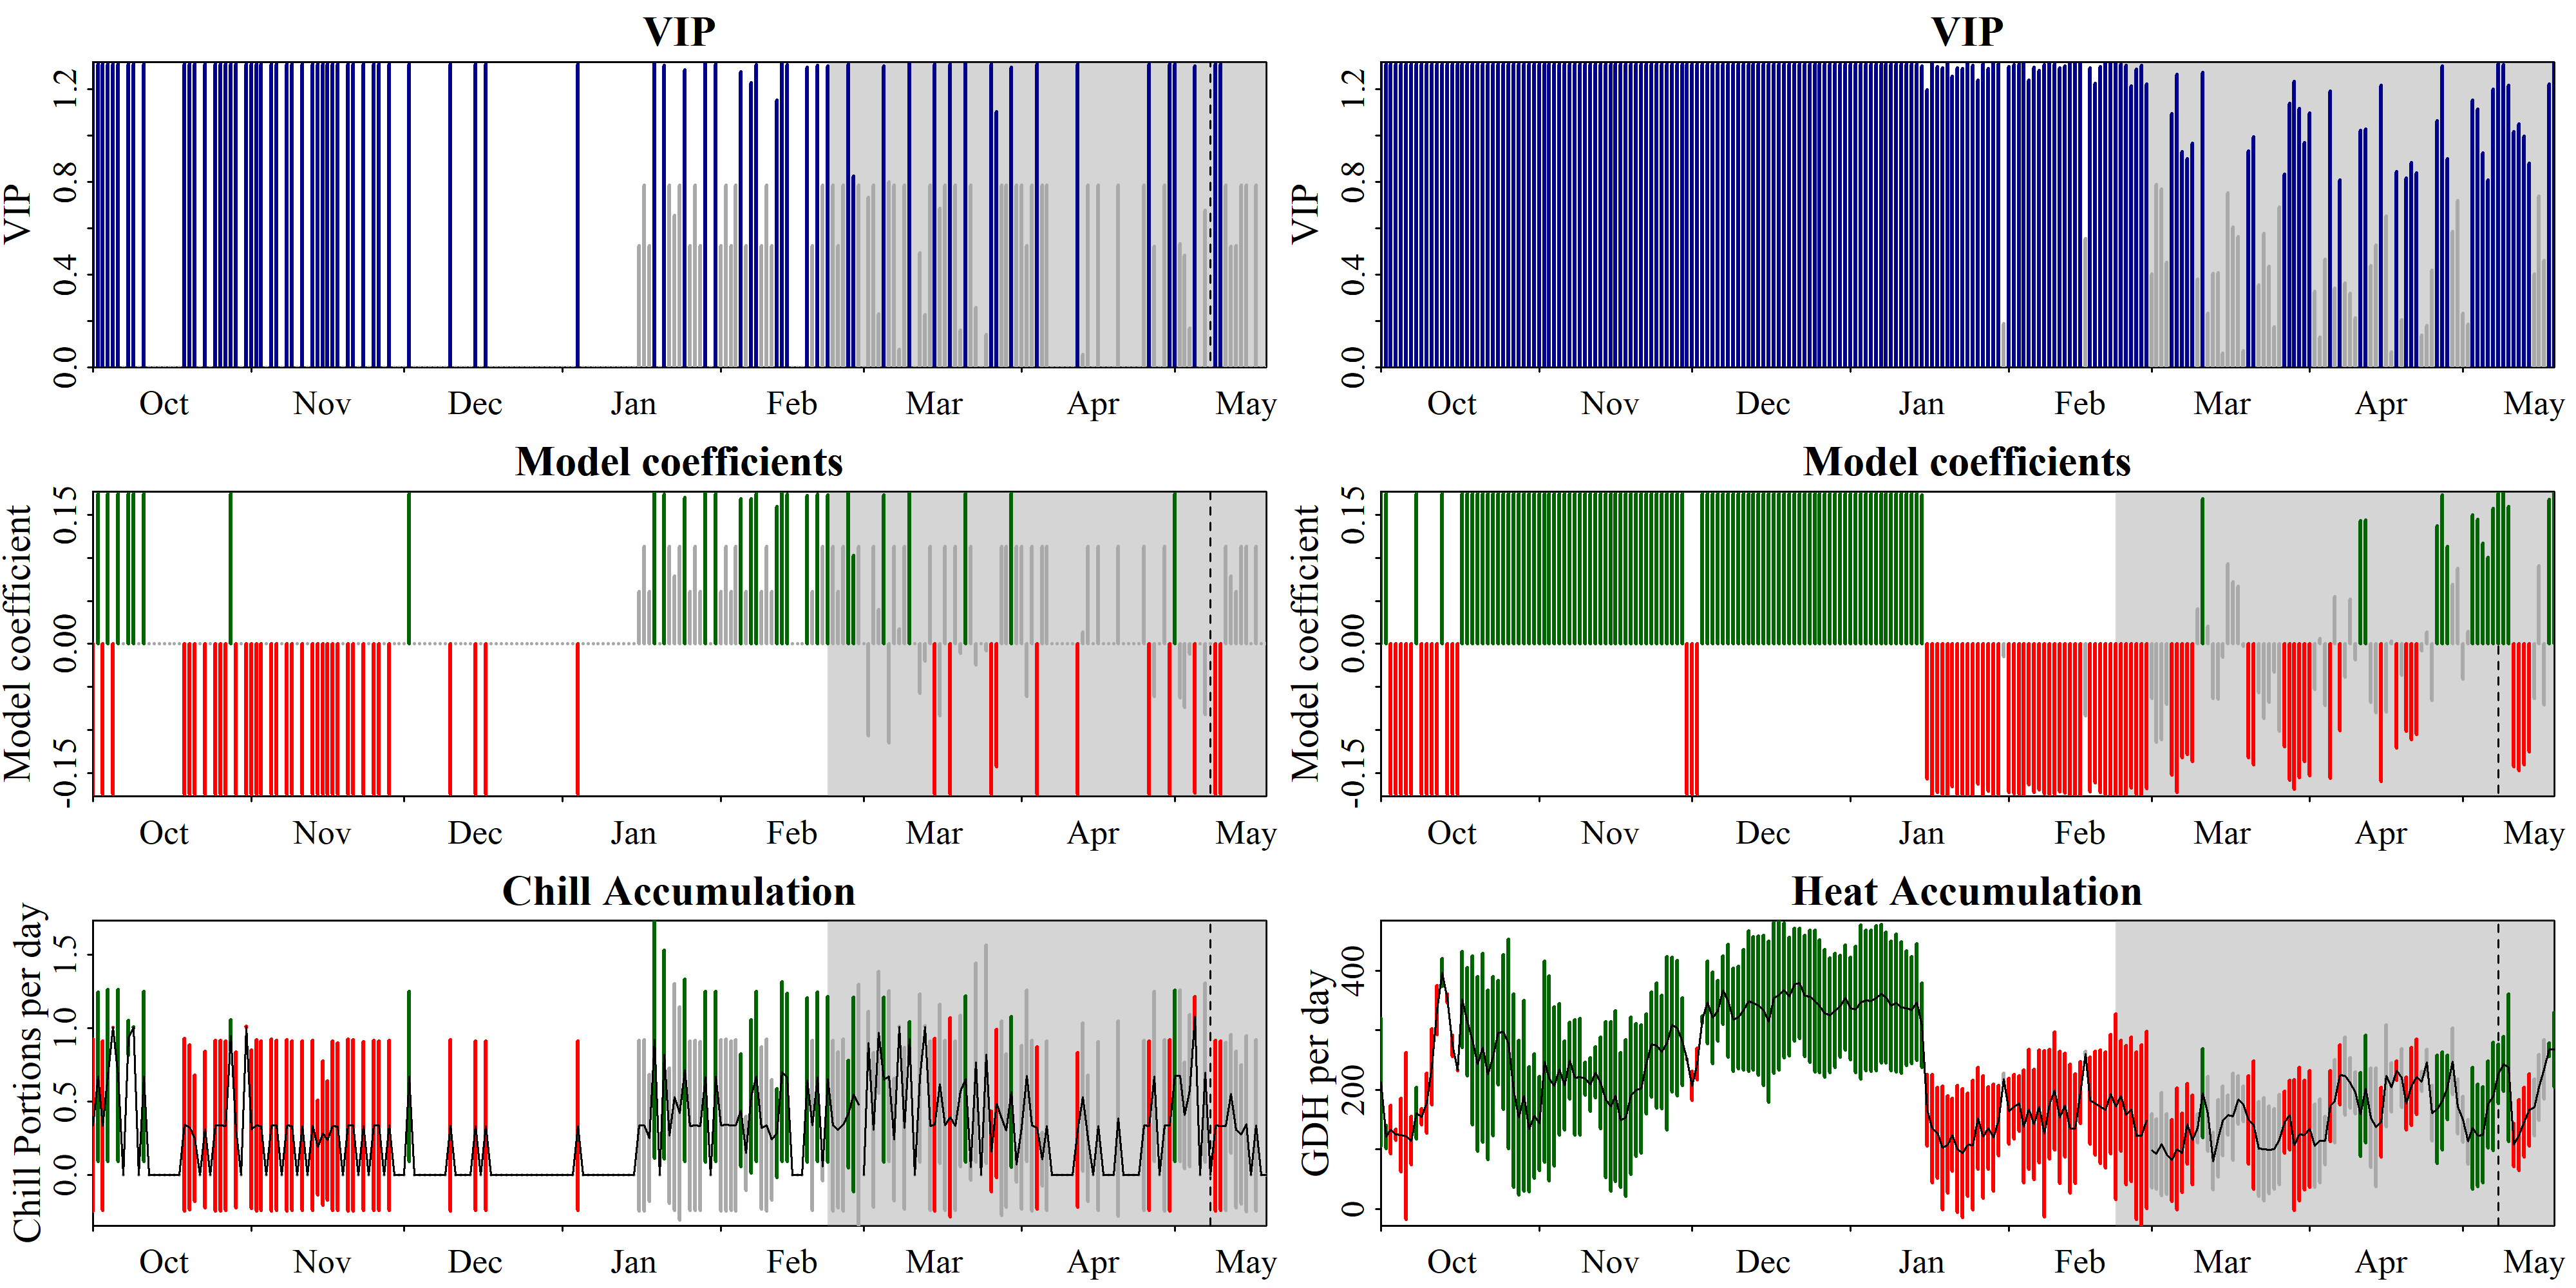 VIP
VIP
1.2
0.8
0.4
0.0
Oct Nov Dec Jan Feb Mar Apr May
VIP
VIP
1.2
0.8
0.4
0.0
Oct Nov Dec Jan Feb Mar Apr May
Model coefficients
Model coefficient
0.15
0.00
-0.15
Oct Nov Dec Jan Feb Mar Apr May
Model coefficients
Model coefficient
0.15
0.00
-0.15
Oct Nov Dec Jan Feb Mar Apr May
Chill Accumulation
Chill Portions per day
1.5
1.0
0.5
0.0
Oct Nov Dec Jan Feb Mar Apr May
Heat Accumulation
GDH per day
400
200
0
Oct Nov Dec Jan Feb Mar Apr May